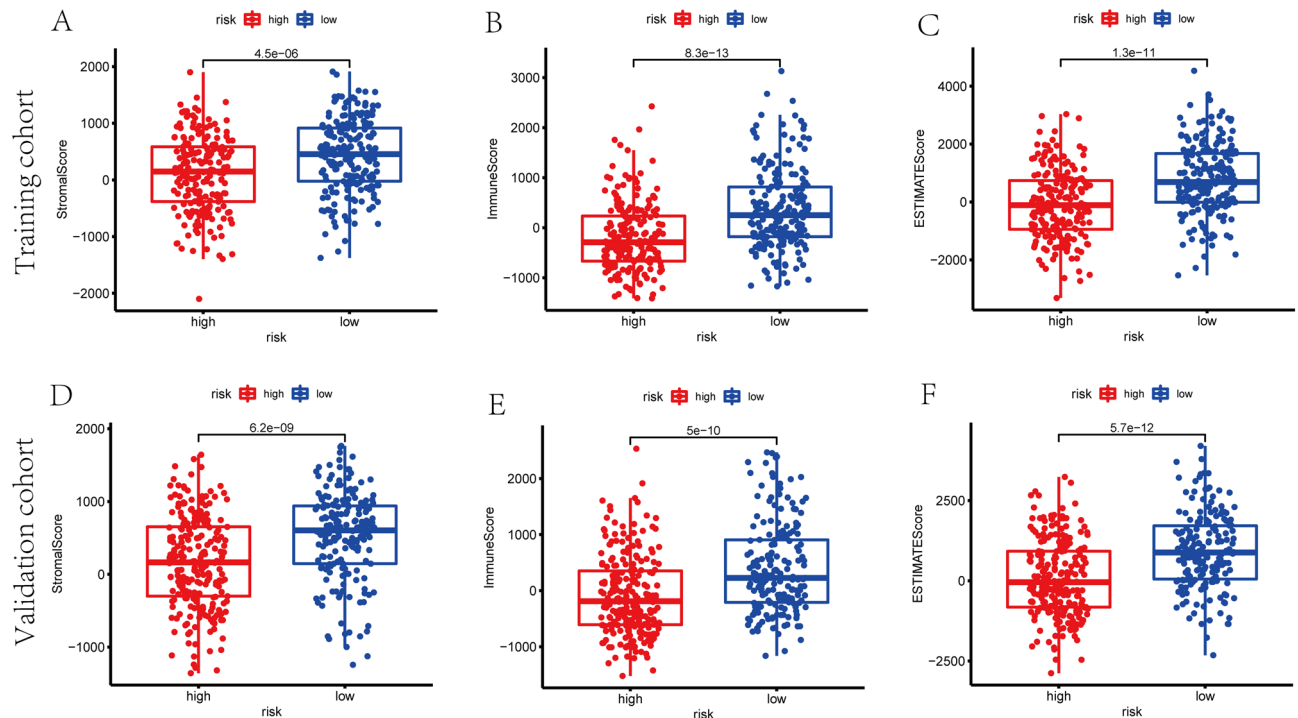 Training cohort
A
risk high low
4.5e−06
StromalScore
2000
1000
0
−1000
−2000
high low
risk
B
risk high low
8.3e−13
ImmuneScore
3000
2000
1000
0
−1000
high low
risk
C
risk high low
1.3e−11
ESTIMATEScore
4000
2000
0
−2000
high low
risk
Validation cohort
D
risk high low
6.2e−09
StromalScore
2000
1000
0
−1000
high low
risk
E
risk high low
5e−10
ImmuneScore
2000
1000
0
−1000
high low
risk
F
risk high low
5.7e−12
ESTIMATEScore
2500
0
−2500
high low
risk